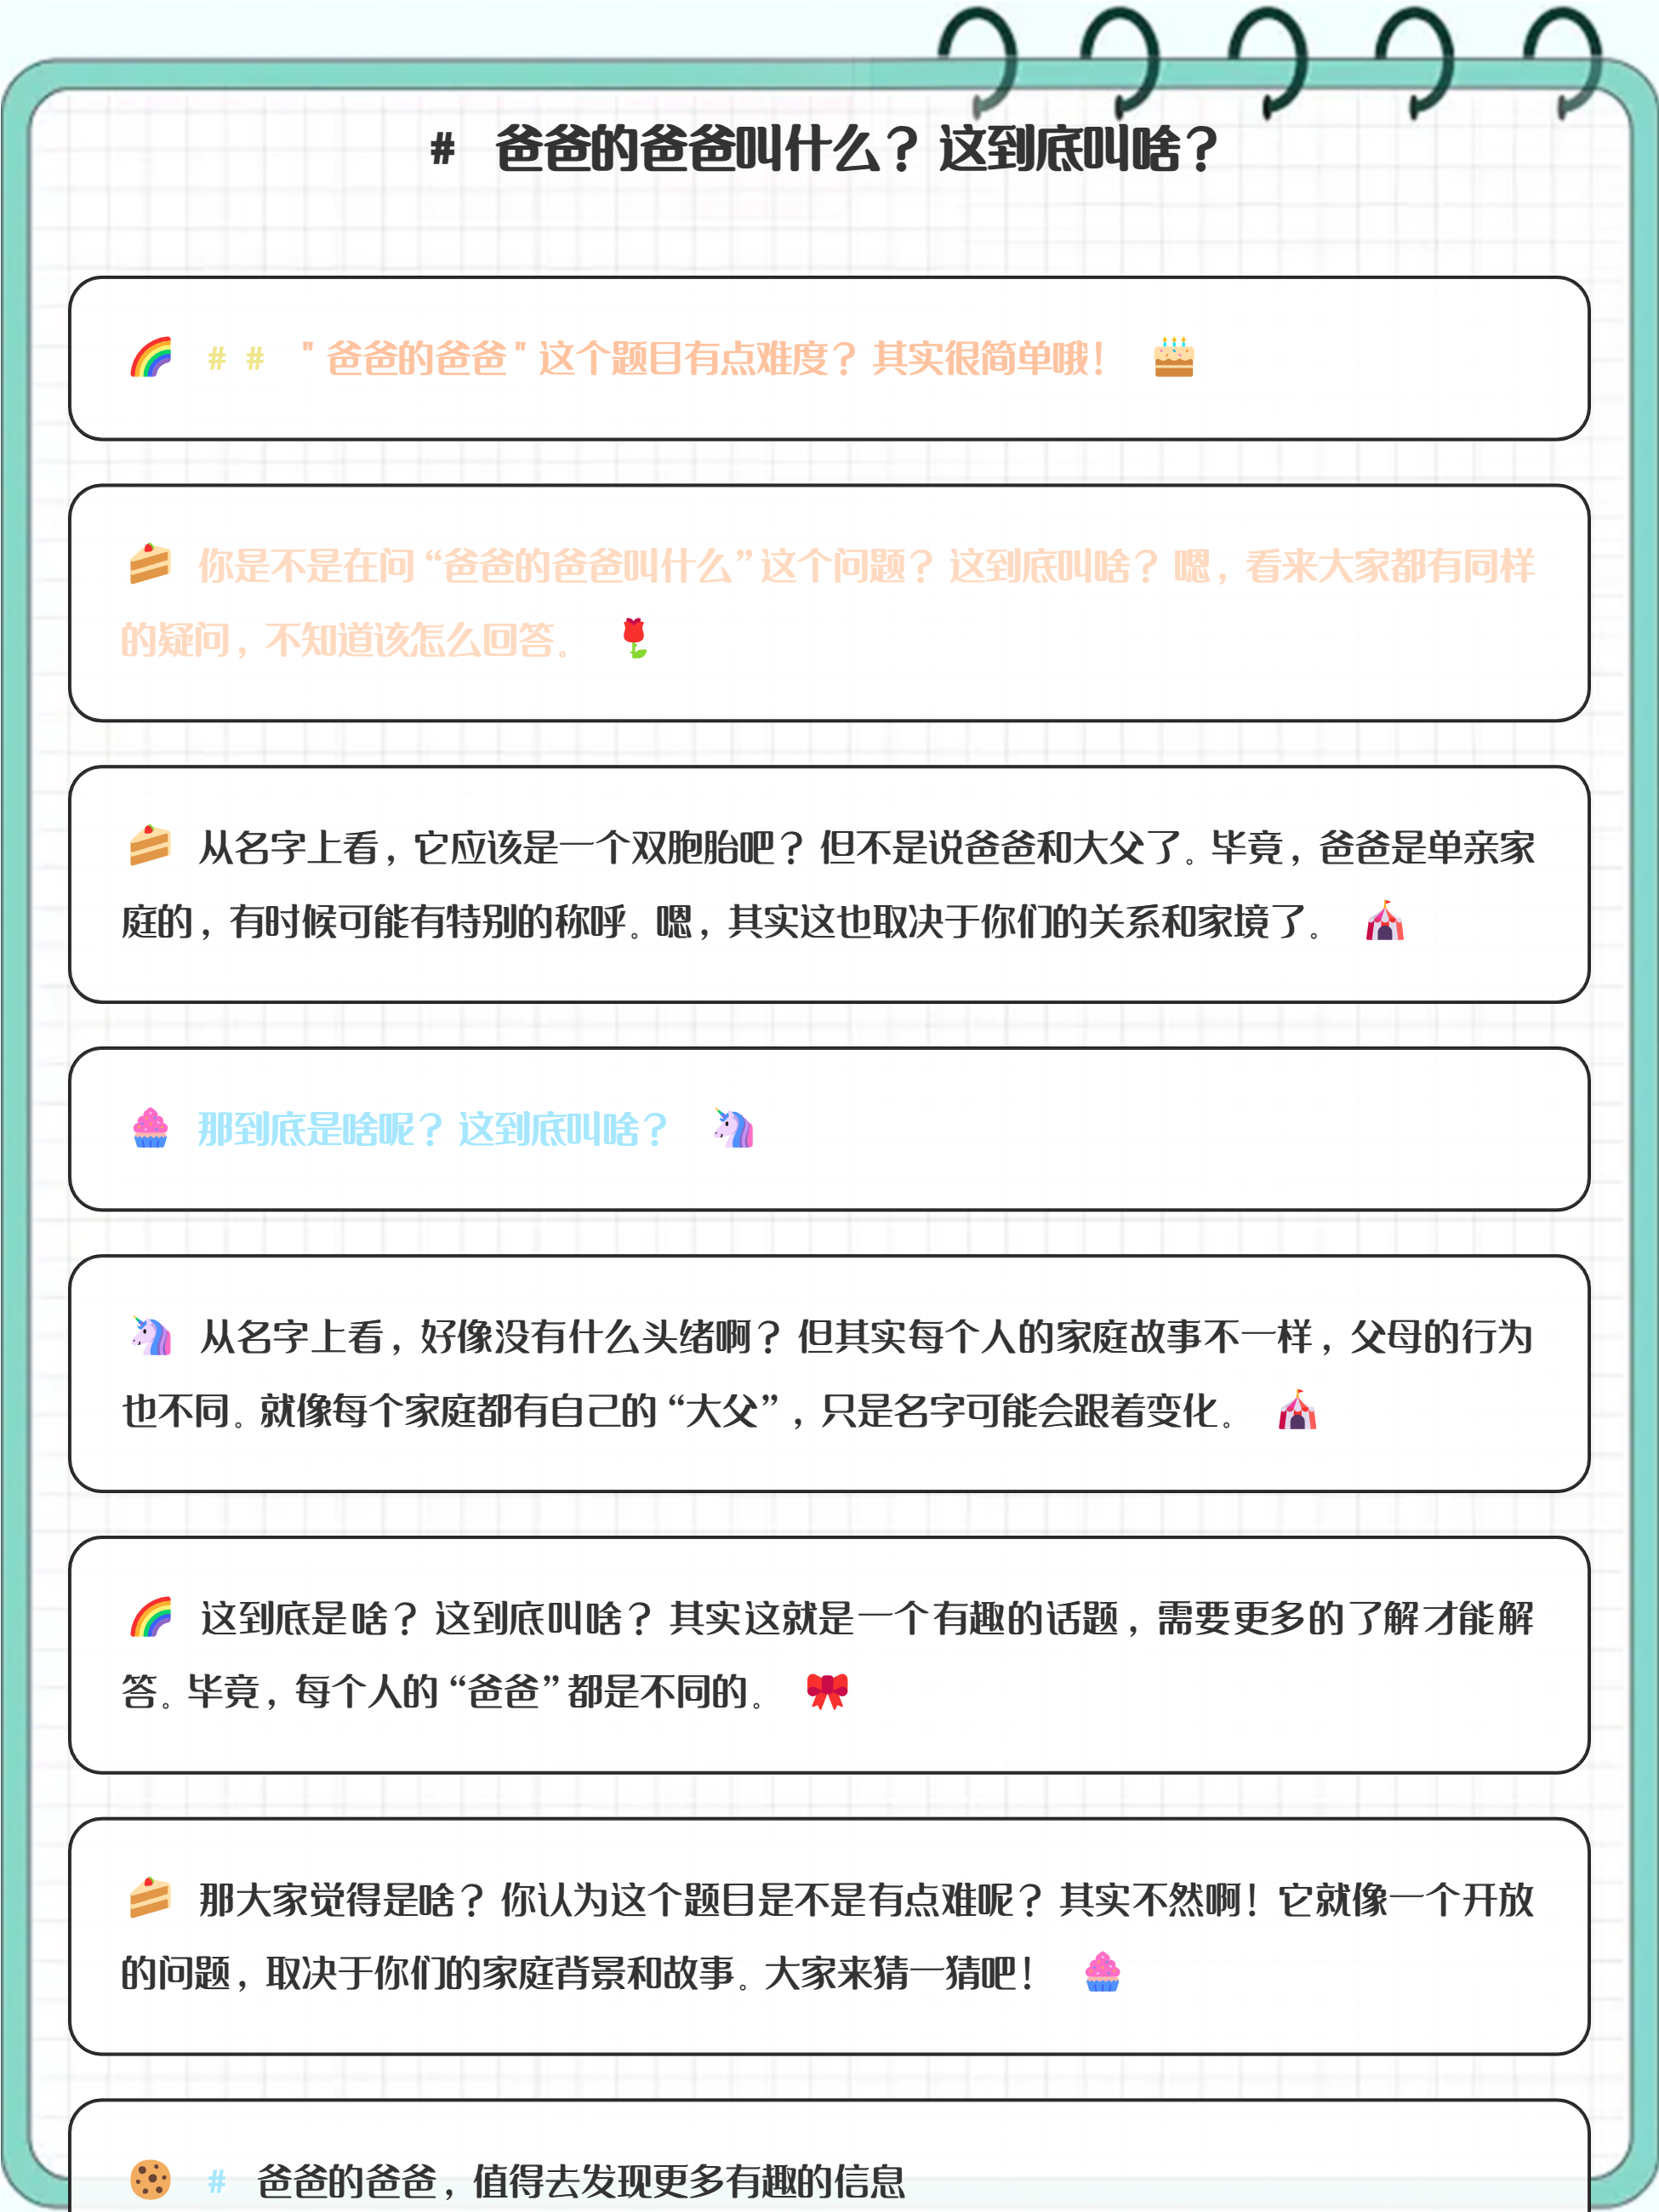 # 爸爸的爸爸叫什么？这到底叫啥？
🌈 ## "爸爸的爸爸"这个题目有点难度？其实很简单哦！ 🎂
🍰 你是不是在问“爸爸的爸爸叫什么”这个问题？这到底叫啥？嗯，看来大家都有同样
的疑问，不知道该怎么回答。 🌹
🍰 从名字上看，它应该是一个双胞胎吧？但不是说爸爸和大父了。毕竟，爸爸是单亲家
庭的，有时候可能有特别的称呼。嗯，其实这也取决于你们的关系和家境了。 🎪
🧁 那到底是啥呢？这到底叫啥？ 🦄
🦄 从名字上看，好像没有什么头绪啊？但其实每个人的家庭故事不一样，父母的行为
也不同。就像每个家庭都有自己的“大父”，只是名字可能会跟着变化。 🎪
🌈 这到底是啥？这到底叫啥？其实这就是一个有趣的话题，需要更多的了解才能解
答。毕竟，每个人的“爸爸”都是不同的。 🎀
🍰 那大家觉得是啥？你认为这个题目是不是有点难呢？其实不然啊！它就像一个开放
的问题，取决于你们的家庭背景和故事。大家来猜一猜吧！ 🧁
🍪 # 爸爸的爸爸，值得去发现更多有趣的信息